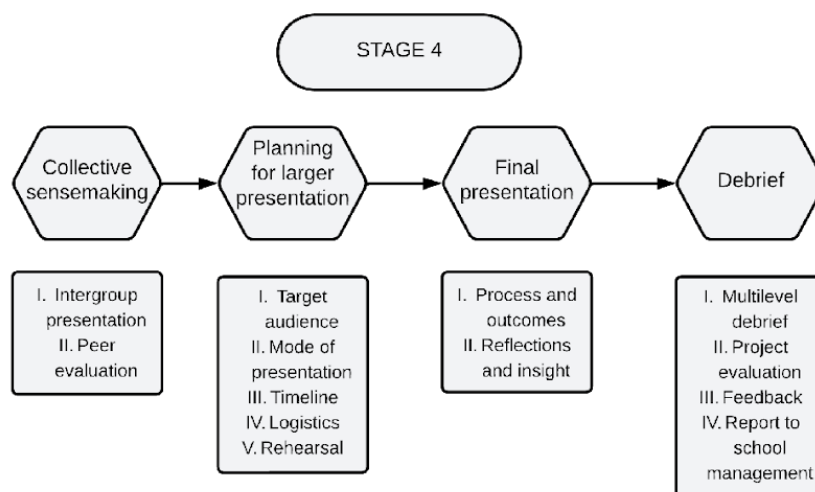 STAGE 4
Collective
sensemaking
Planning
for larger
presentation
Final
presentation
Debrief
I. Intergroup
presentation
II. Peer
evaluation
I. Target
audience
II. Mode of
presentation
III. Timeline
IV. Logistics
V. Rehearsal
I. Process and
outcomes
II. Reflections
and insight
I. Multilevel
debrief
II. Project
evaluation
III. Feedback
IV. Report to
school
management